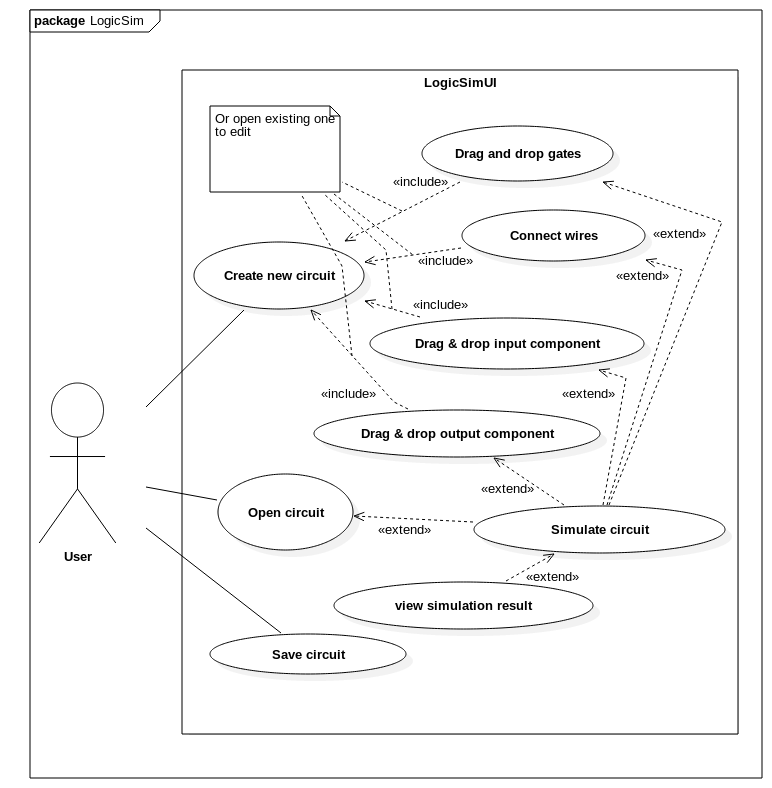 package LogicSim
LogicSimUI
Or open existing one
to edit
Drag and drop gates
«include»
Connect wires
«extend»
«include»
«extend»
Create new circuit
«include»
Drag & drop input component
«include»
«extend»
Drag & drop output component
«extend»
Open circuit
«extend»
Simulate circuit
User
«extend»
view simulation result
Save circuit